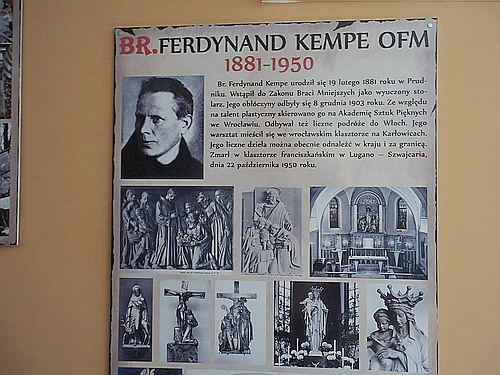 BR. FERDYNAND KEMPE OFM
1881-1950
Br. Ferdynand Kempe urodził się 19 lutego 1881 roku w Prud-
niku. Wstąpił do Zakonu Braci Mniejszych jako wyuczony sto-
larz. Jego obłóczyny odbyły się 8 grudnia 1903 roku. Ze względu
na talent plastyczny skierowano go na Akademię Sztuk Pięknych
we Wrocławiu. Odbywał też liczne podróże do Włoch. Jego
warsztat mieścił się we wrocławskim klasztorze na Karłowicach.
Jego liczne dzieła można obecnie odnaleźć w kraju i za granicą.
Zmarł w klasztorze franciszkańskim w Lugano – Szwajcaria,
dnia 22 października 1950 roku.